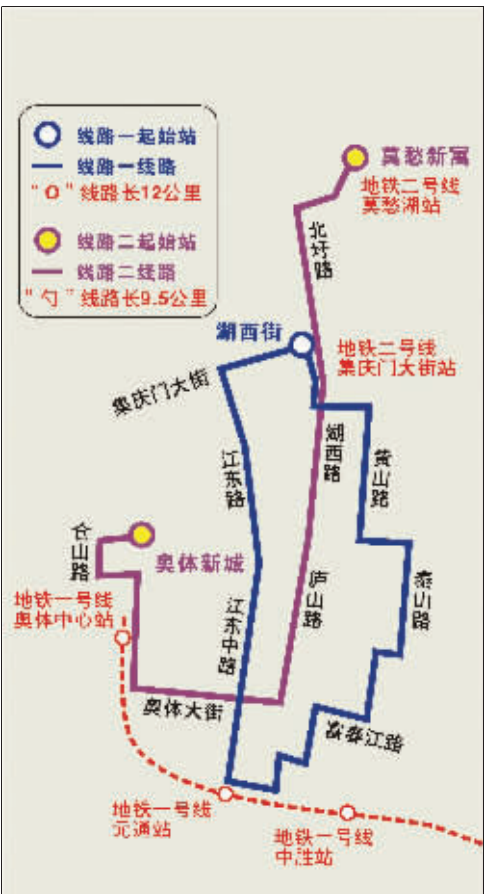 线路一起始站
线路一线路
"O"线路长12公里
线路二起始站
线路二线路
"勺"线路长9.5公里
莫愁新寓
地铁二号线
莫愁湖站
北圩路
湖西街
地铁二号线
集庆门大街站
集庆门大街
湖西路
黄山路
江东路
仓山路
奥体新城
庐山路
泰山路
地铁一号线
奥体中心站
江东中路
奥体大街
富春江路
地铁一号线
元通站
地铁一号线
中胜站